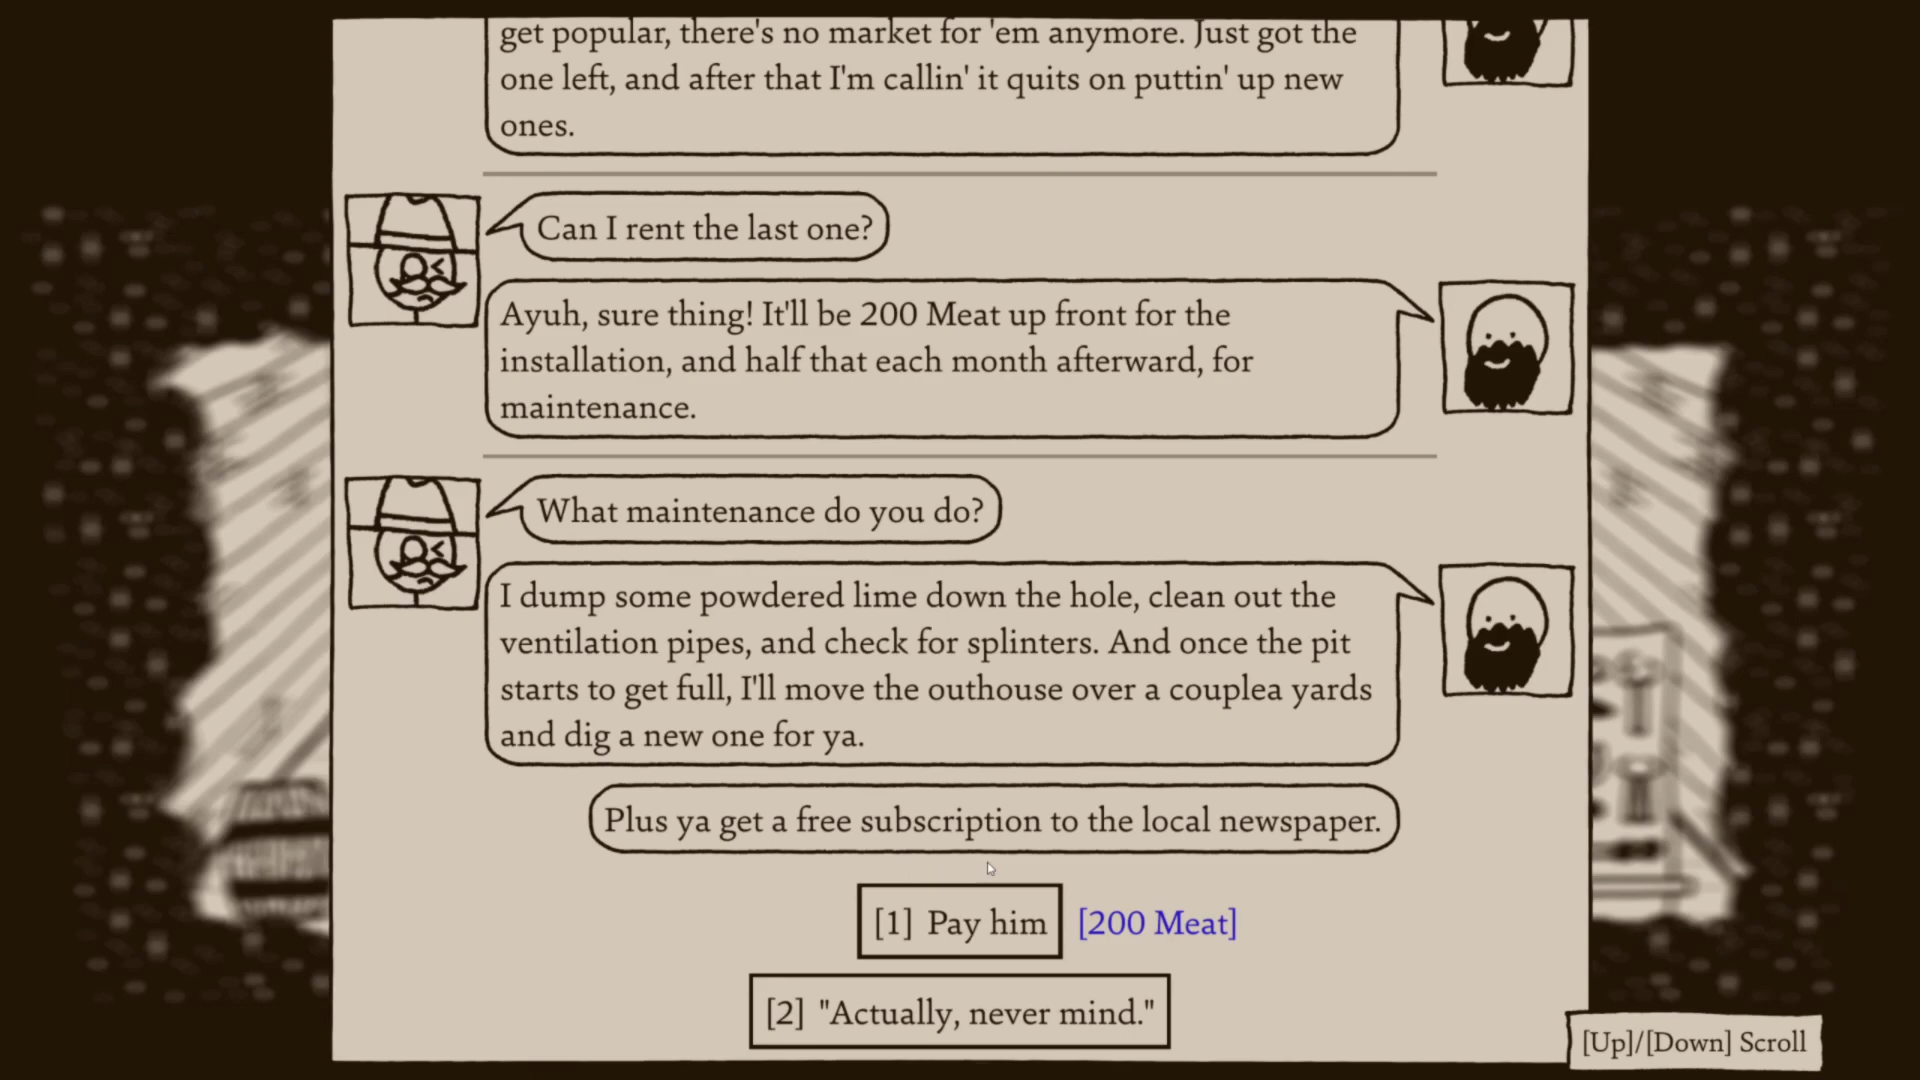 get popular, there's no market for 'em anymore. Just got the
one left, and after that I'm callin' it quits on puttin' up new
ones.
Can I rent the last one?
Ayuh, sure thing! It'll be 200 Meat up front for the
installation, and half that each month afterward, for
maintenance.
What maintenance do you do?
I dump some powdered lime down the hole, clean out the
ventilation pipes, and check for splinters. And once the pit
starts to get full, I'll move the outhouse over a couplea yards
and dig a new one for ya.
Plus ya get a free subscription to the local newspaper.
[1] Pay him [200 Meat]
[2] "Actually, never mind."
[Up]/[Down] Scroll